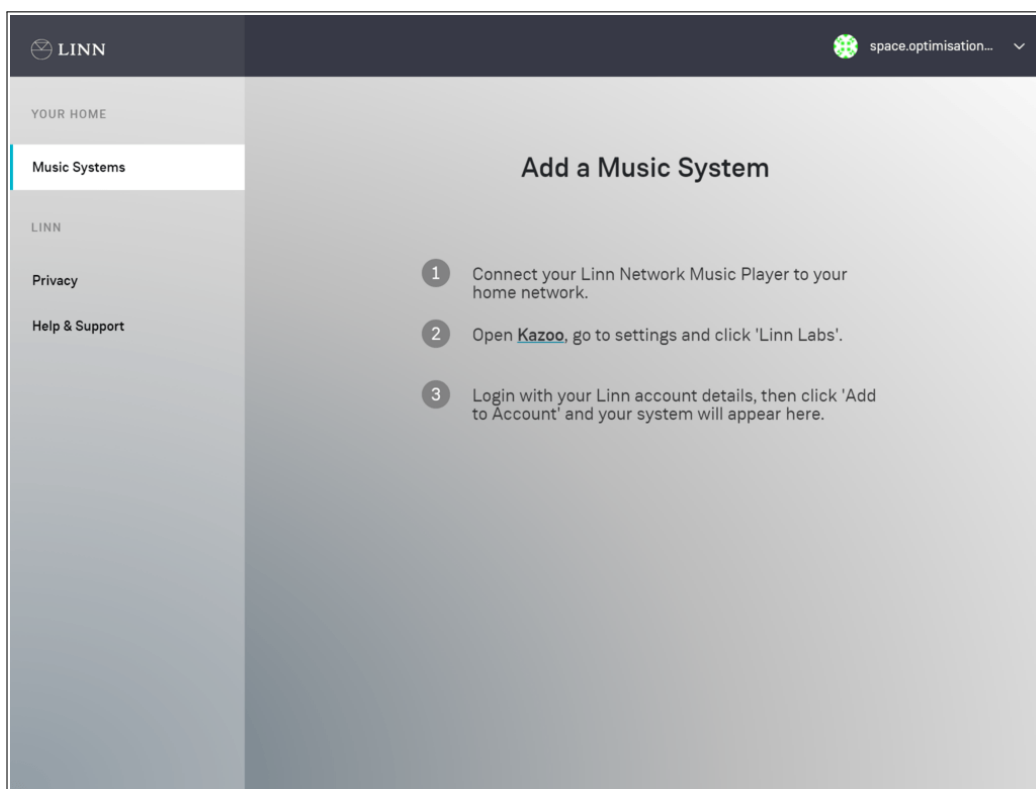 LINN
space.optimisation...
YOUR HOME
Music Systems
LINN
Privacy
Help & Support
Add a Music System
1 Connect your Linn Network Music Player to your
home network.
2 Open Kazoo, go to settings and click 'Linn Labs'.
3 Login with your Linn account details, then click 'Add
to Account' and your system will appear here.